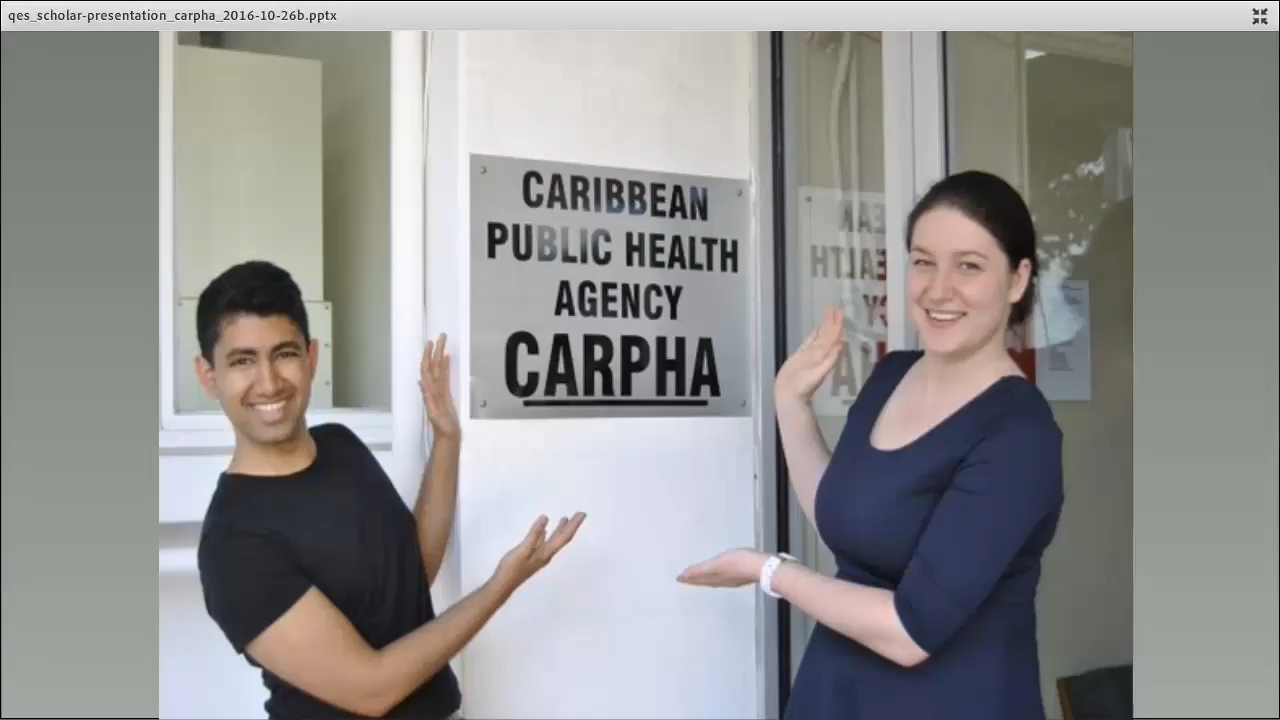 qes_scholar-presentation_carpha_2016-10-26b.pptx
CARIBBEAN
PUBLIC HEALTH
AGENCY
CARPHA